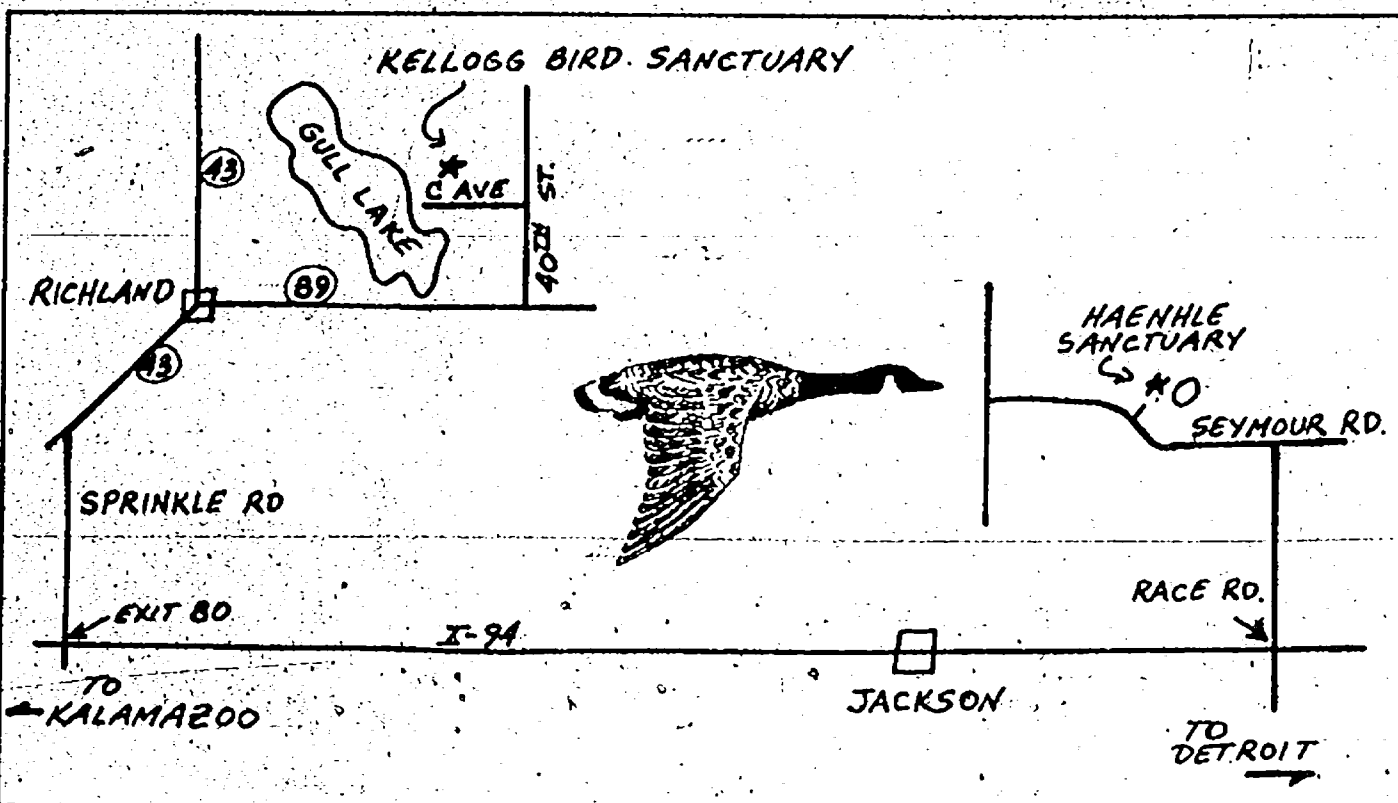 KELLOGG BIRD. SANCTUARY
43
GULL LAKE
C AVE
40TH ST.
RICHLAND
89
43
HAENHLE
SANCTUARY
SEYMOUR RD.
SPRINKLE RD
RACE RD.
EXIT 80
I-94
TO
KALAMAZOO
JACKSON
TO
DETROIT